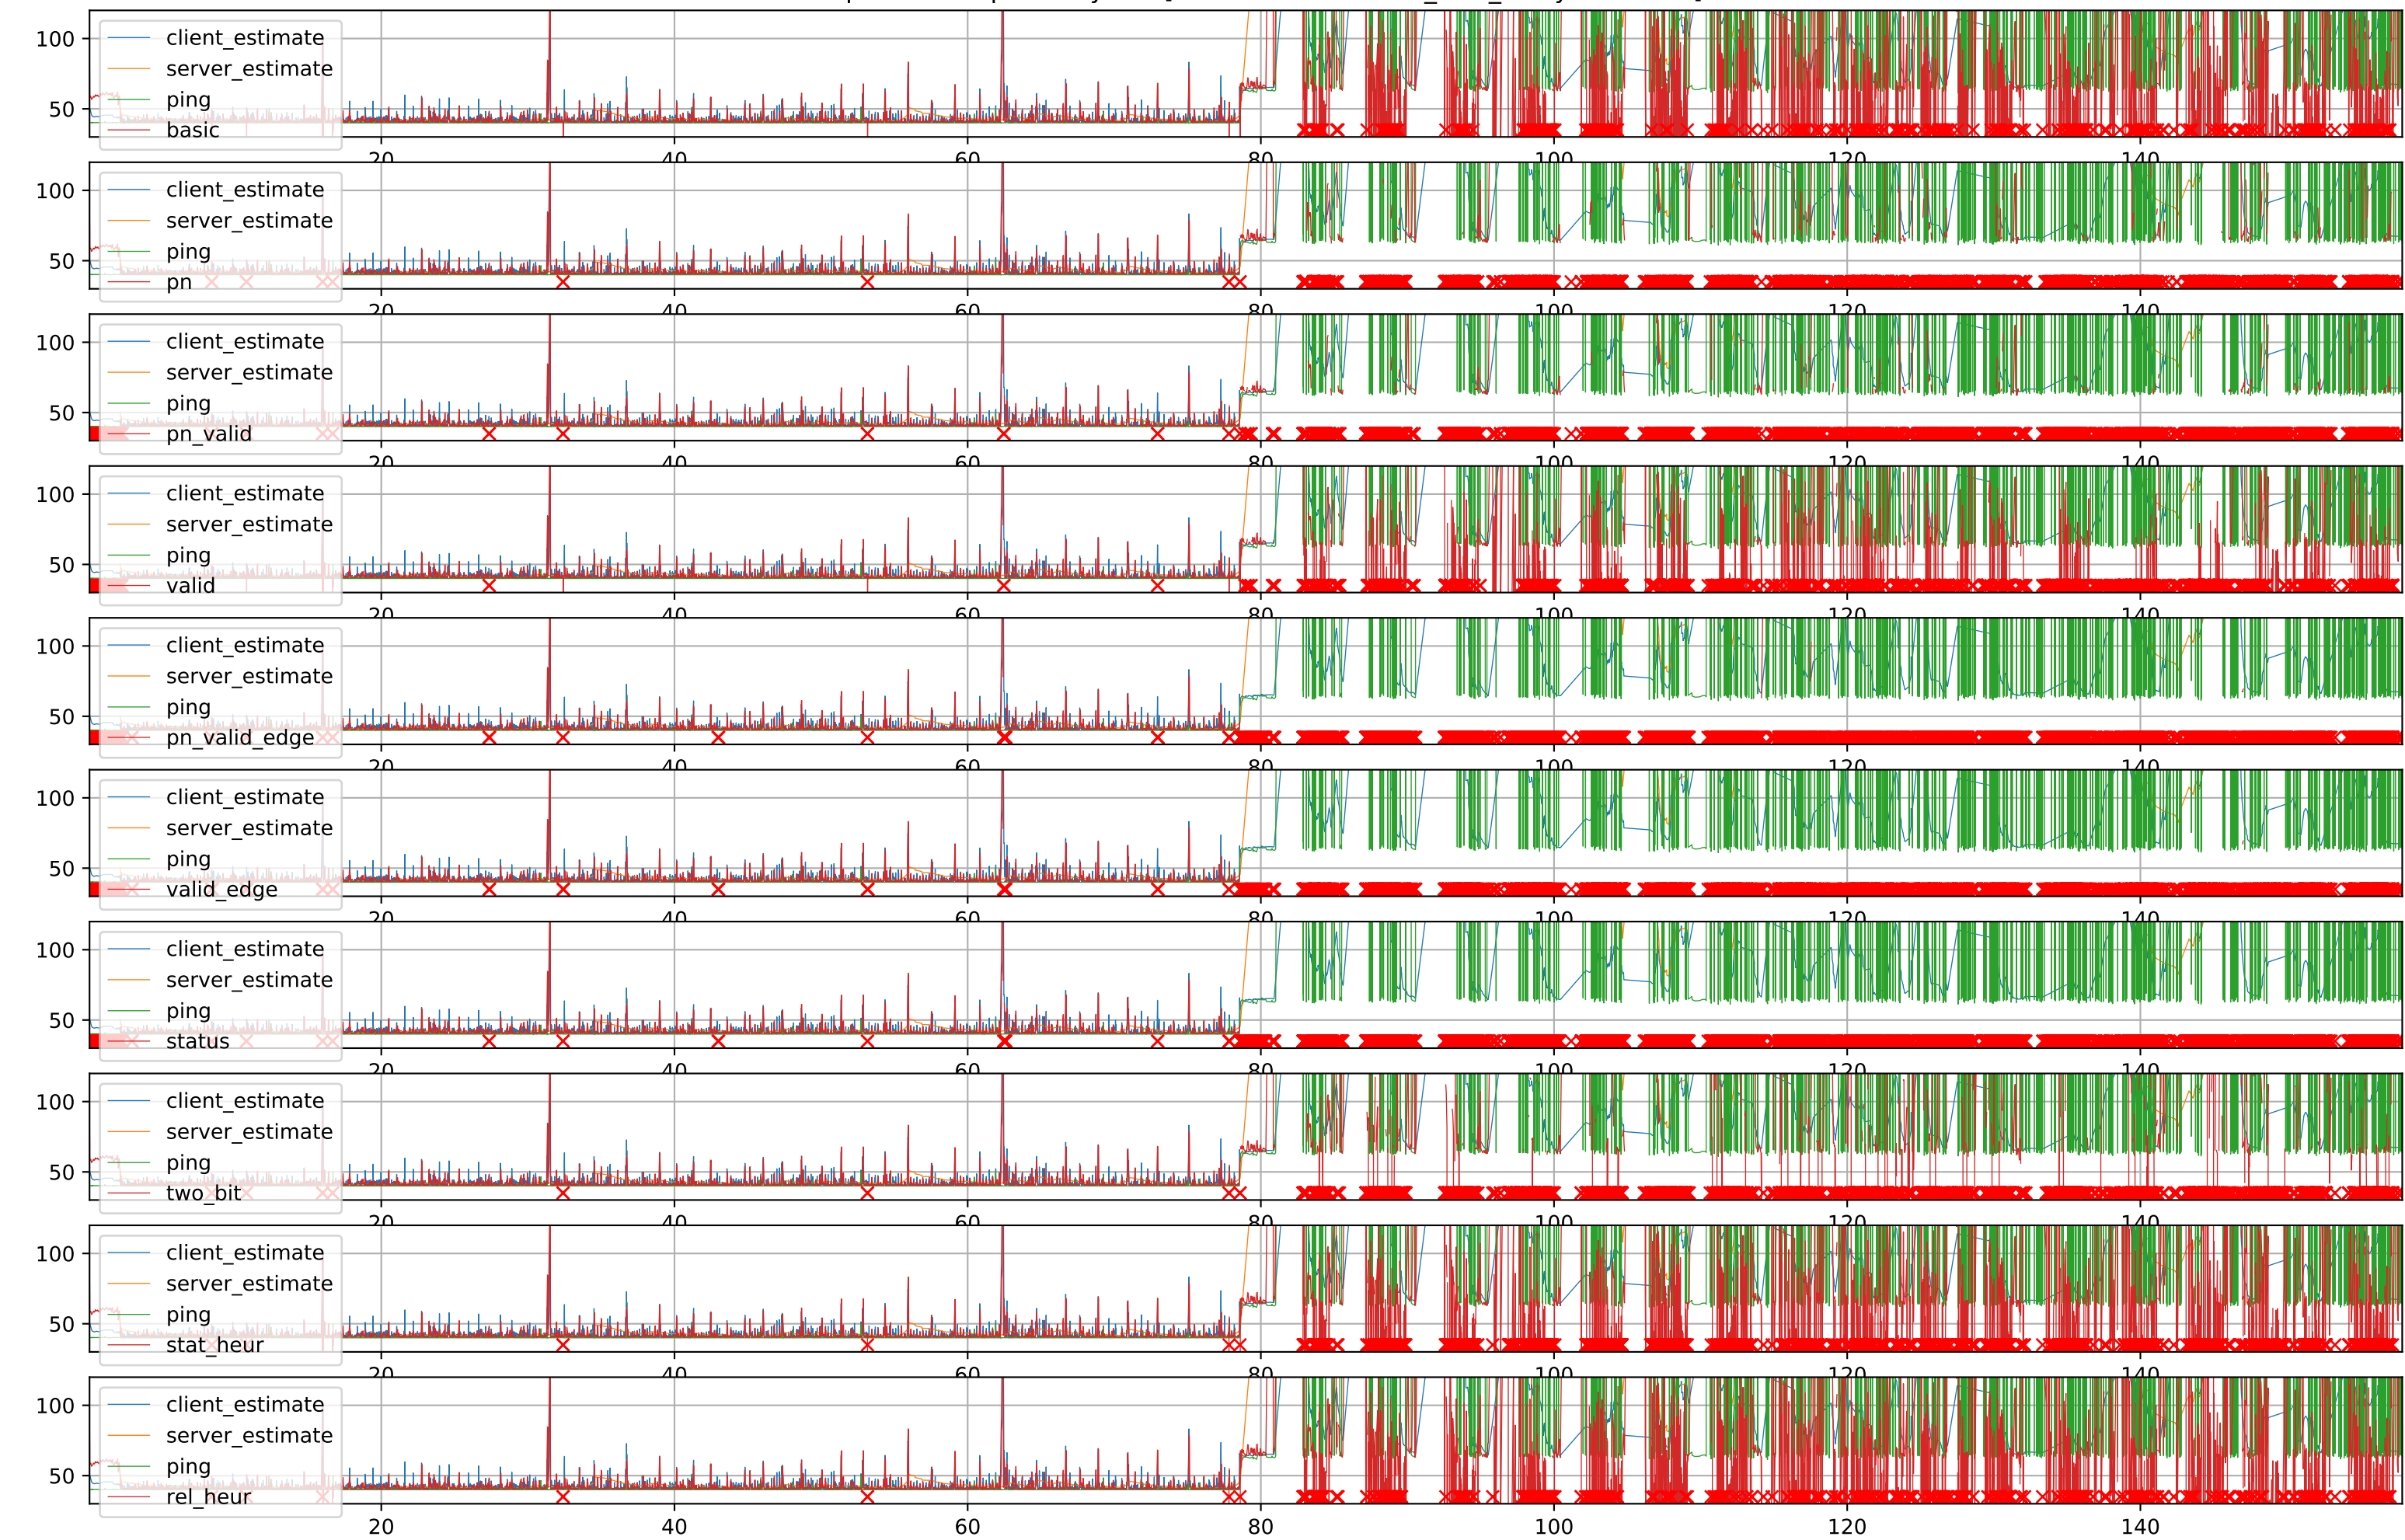 100
50
client_estimate
server_estimate
ping
basic
20 40 60 80 100 120 140
100
50
client_estimate
server_estimate
ping
pn
20 40 60 80 100 120 140
100
50
client_estimate
server_estimate
ping
pn_valid
20 40 60 80 100 120 140
100
50
client_estimate
server_estimate
ping
valid
20 40 60 80 100 120 140
100
50
client_estimate
server_estimate
ping
pn_valid_edge
20 40 60 80 100 120 140
100
50
client_estimate
server_estimate
ping
valid_edge
20 40 60 80 100 120 140
100
50
client_estimate
server_estimate
ping
status
20 40 60 80 100 120 140
100
50
client_estimate
server_estimate
ping
two_bit
20 40 60 80 100 120 140
100
50
client_estimate
server_estimate
ping
stat_heur
20 40 60 80 100 120 140
100
50
client_estimate
server_estimate
ping
rel_heur
20 40 60 80 100 120 140